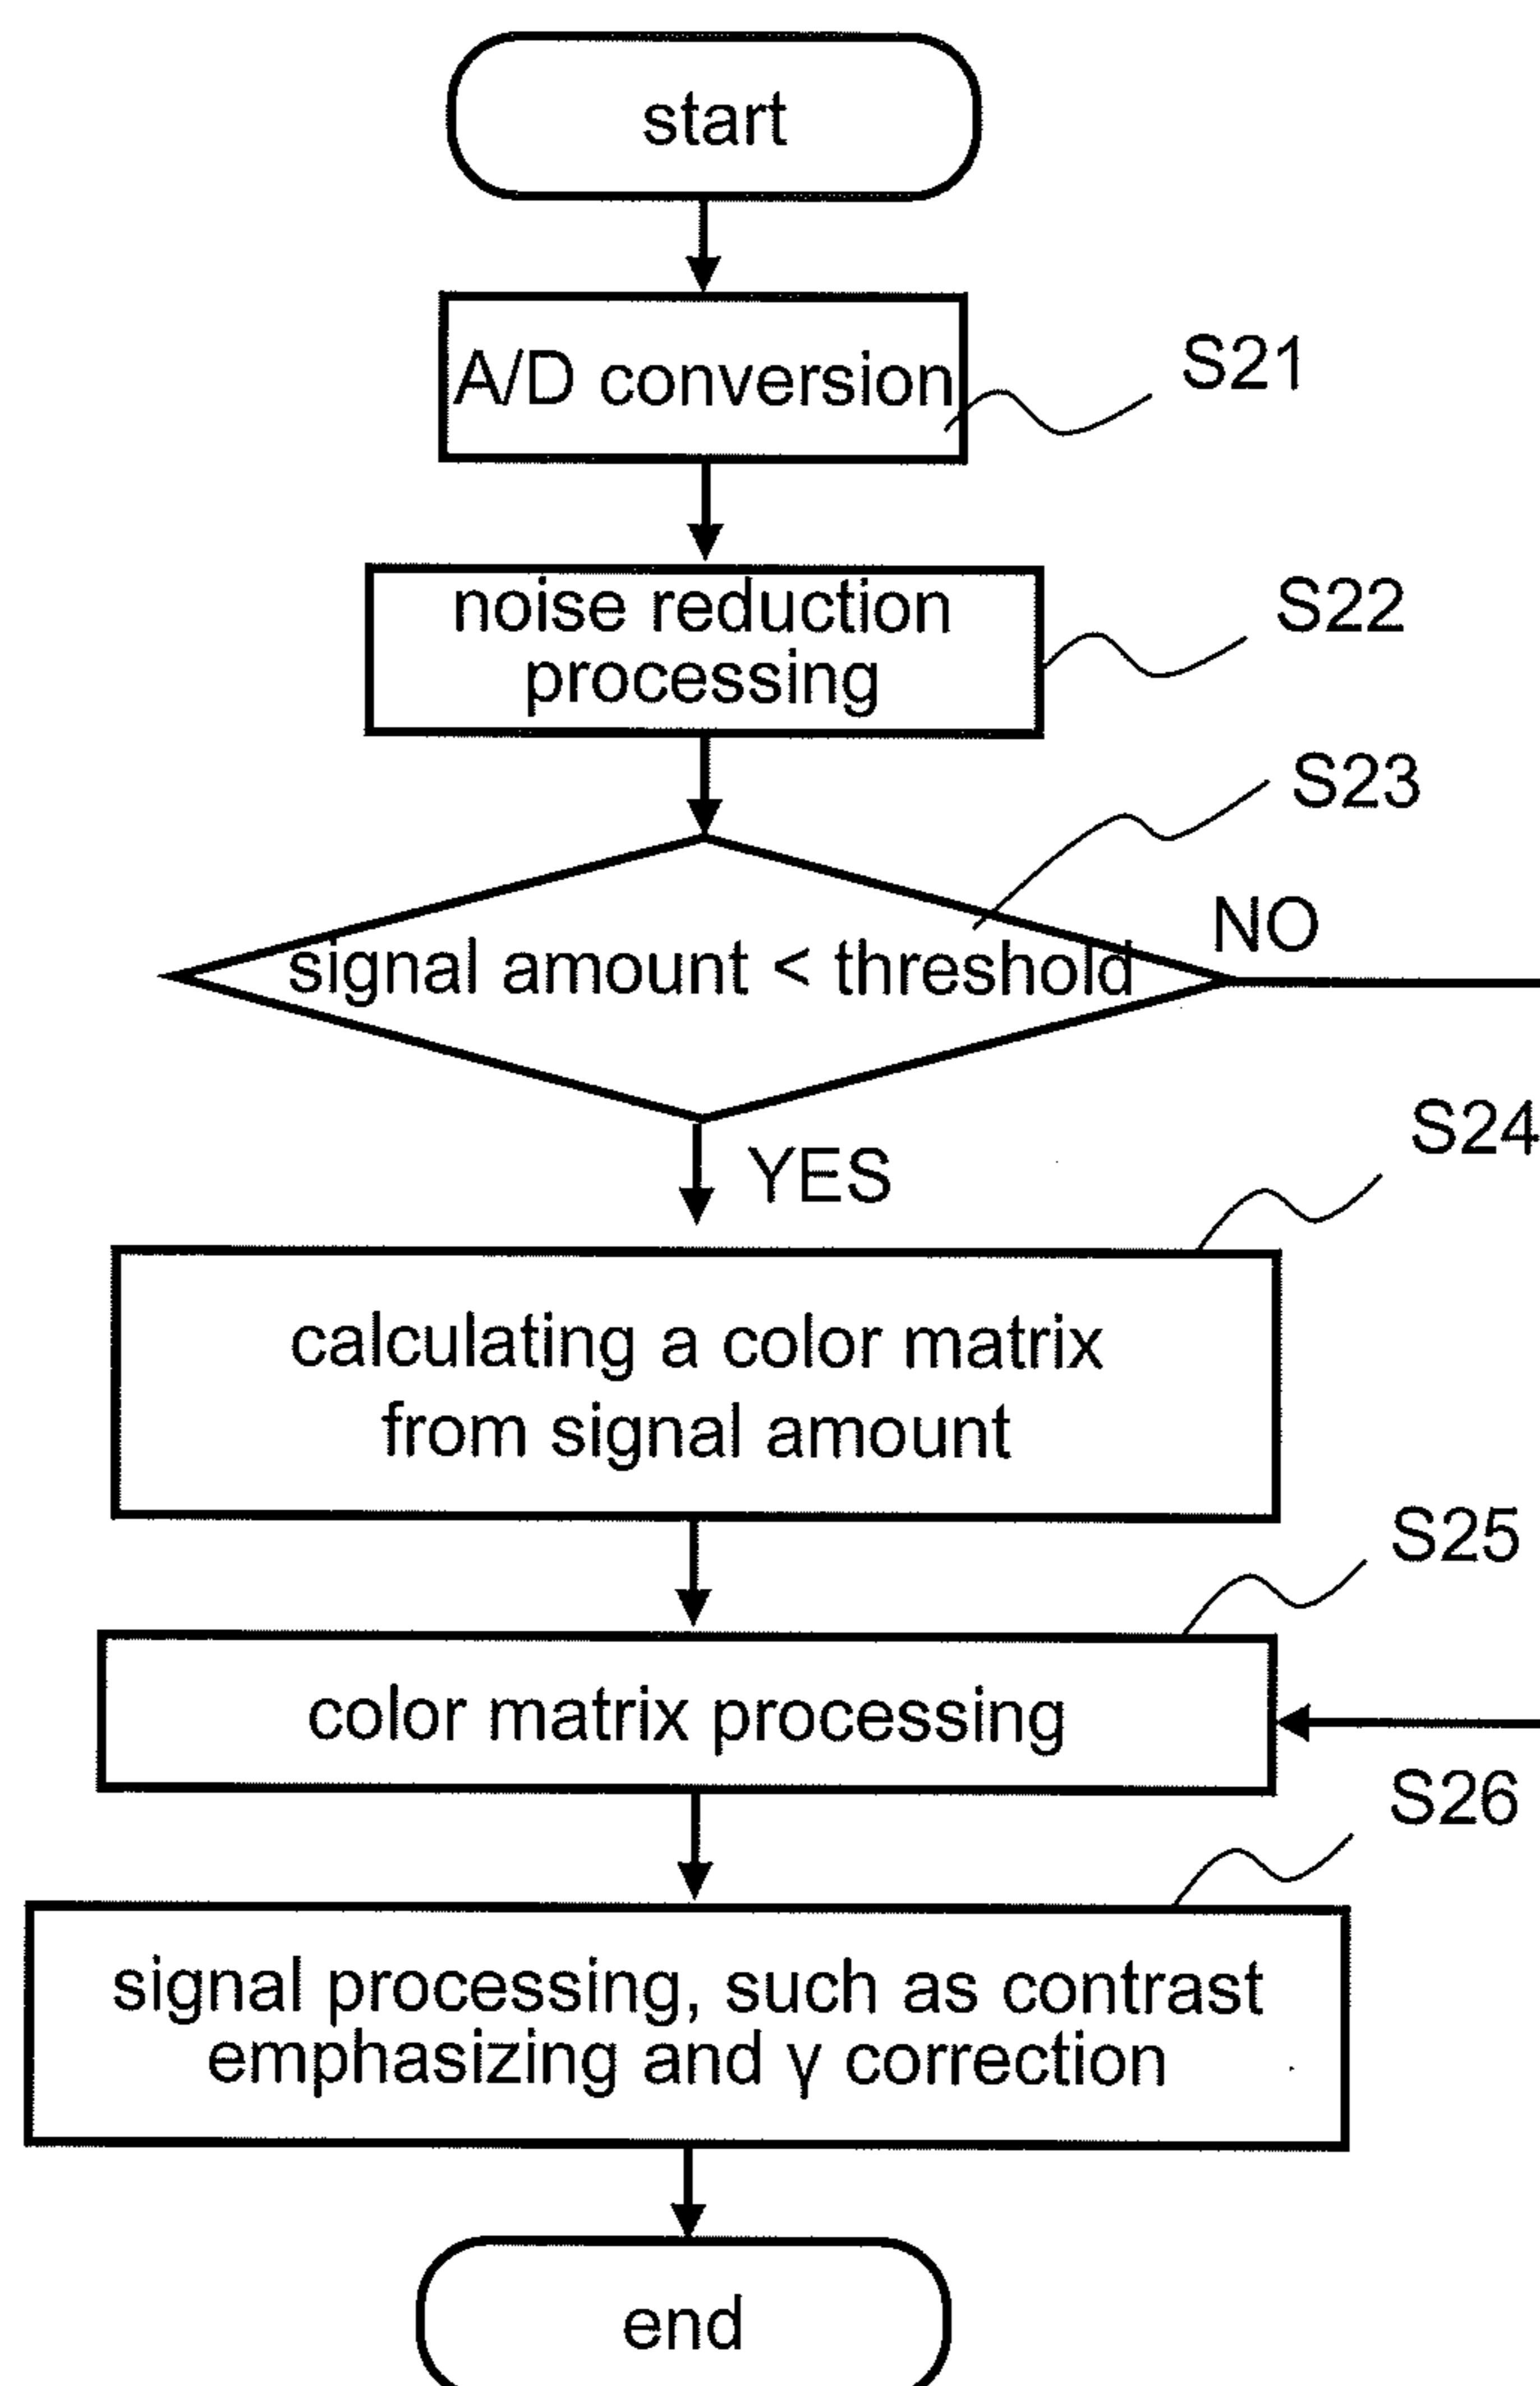 start
A/D conversion
S21
noise reduction
processing
S22
S23
signal amount < threshold
NO
YES
S24
calculating a color matrix
from signal amount
S25
color matrix processing
S26
signal processing, such as contrast
emphasizing and γ correction
end